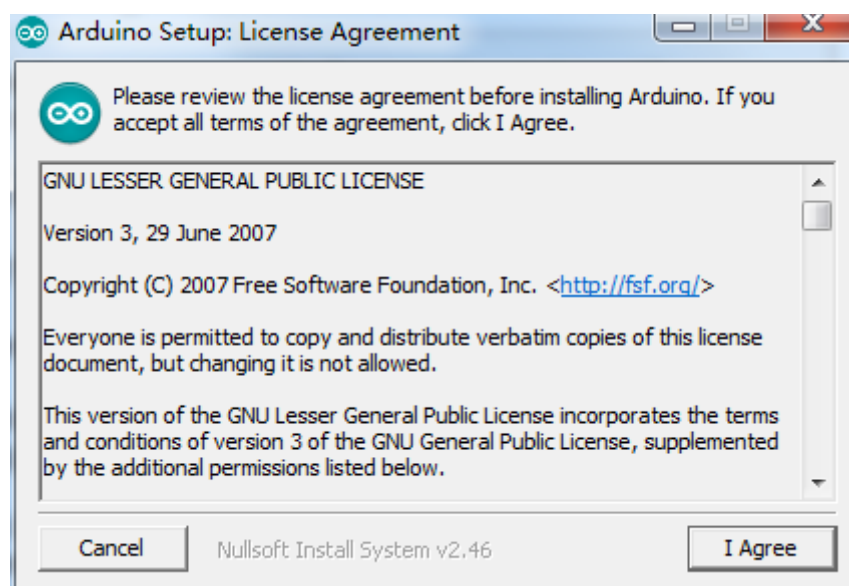 Arduino Setup: License Agreement
Please review the license agreement before installing Arduino. If you
accept all terms of the agreement, click I Agree.
GNU LESSER GENERAL PUBLIC LICENSE
Version 3, 29 June 2007
Copyright (C) 2007 Free Software Foundation, Inc. <http://fsf.org/>
Everyone is permitted to copy and distribute verbatim copies of this license
document, but changing it is not allowed.
This version of the GNU Lesser General Public License incorporates the terms
and conditions of version 3 of the GNU General Public License, supplemented
by the additional permissions listed below.
Cancel
Nullsoft Install System v2.46
I Agree